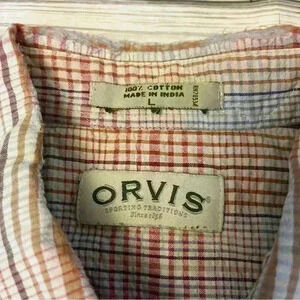 100% COTTON
MADE IN INDIA
L
ORVIS®
SPORTING TRADITIONS
Since 1856